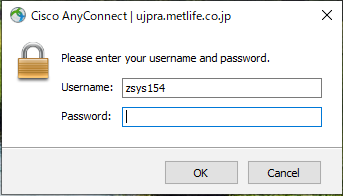 Cisco AnyConnect | ujpra.metlife.co.jp
Please enter your username and password.
Username: zsys154
Password:
OK Cancel